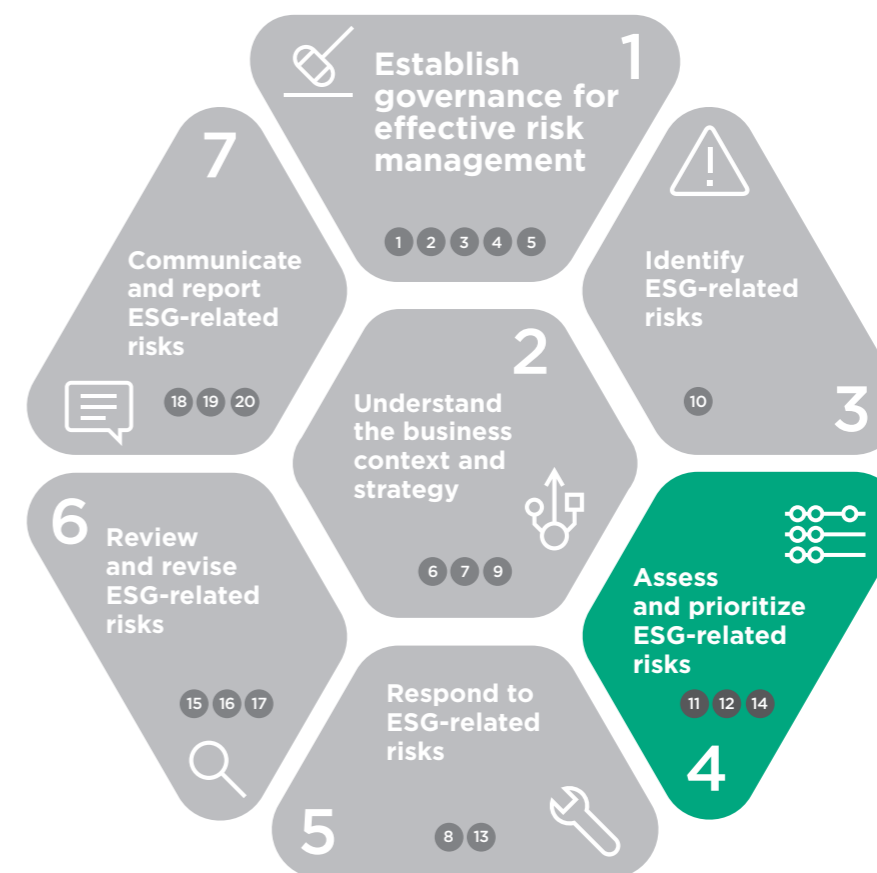 1
Establish
governance for
effective risk
management
1 2 3 4 5
7
Communicate
and report
ESG-related
risks
18 19 20
Identify
ESG-related
risks
10
3
2
Understand
the business
context and
strategy
6 7 9
6
Review
and revise
ESG-related
risks
15 16 17
Assess
and prioritize
ESG-related
risks
11 12 14
4
Respond to
ESG-related
risks
5
8 13